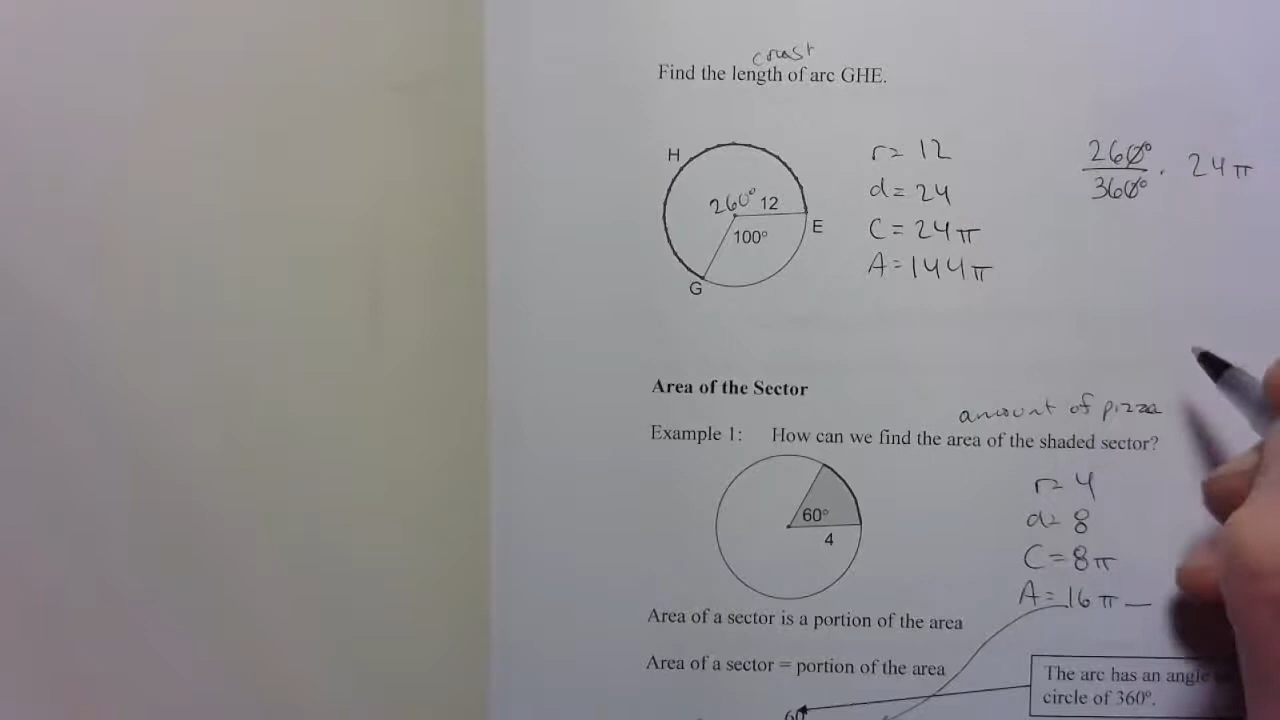 crust
Find the length of arc GHE.
H
260° 12
100°
E
G
r = 12
d = 24
C = 24π
A = 144π
260°
360°
· 24π
Area of the Sector
amount of pizza
Example 1: How can we find the area of the shaded sector?
60°
4
r = 4
d = 8
C = 8π
A = 16π
Area of a sector is a portion of the area
Area of a sector = portion of the area
The arc has an angle
circle of 360°.
60